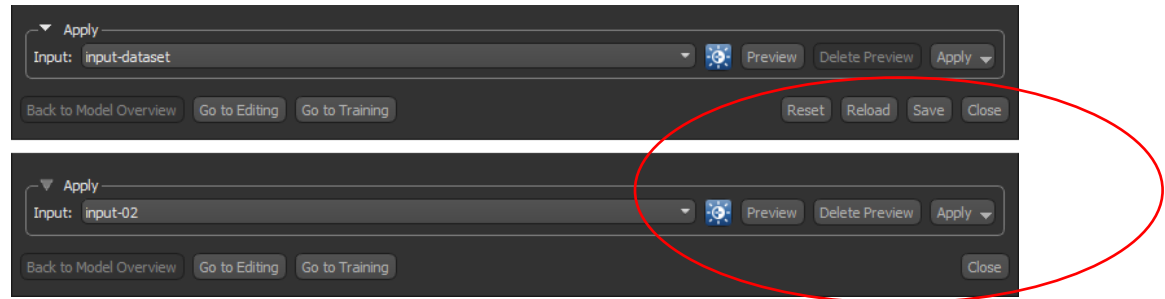 Apply
Input: input-dataset Preview Delete Preview Apply
Back to Model Overview Go to Editing Go to Training Reset Reload Save Close
Apply
Input: input-02 Preview Delete Preview Apply
Back to Model Overview Go to Editing Go to Training Close